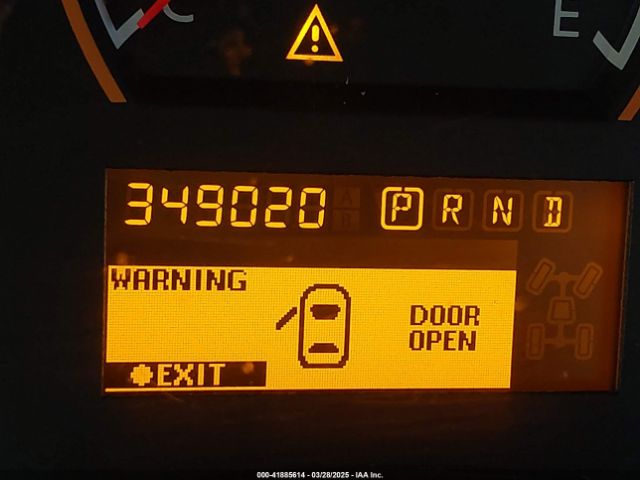 C E
349020 P R N D
WARNING
DOOR
OPEN
EXIT
000-41885614 - 03/28/2025 - IAA Inc.